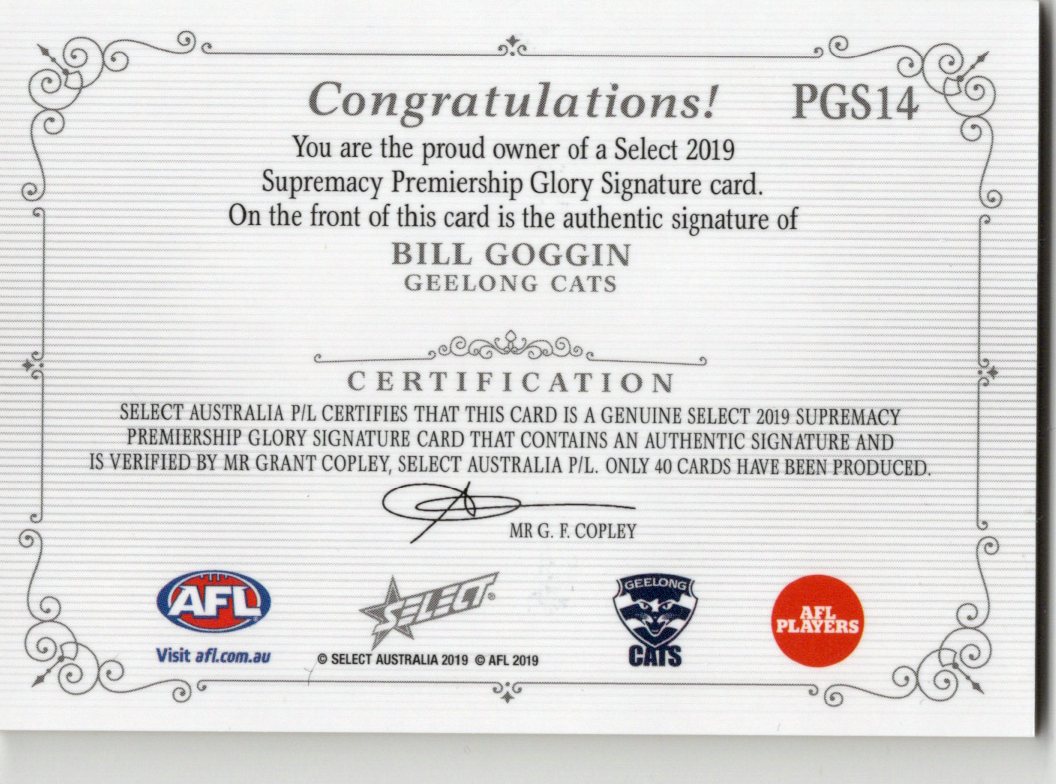 Congratulations! PGS14
You are the proud owner of a Select 2019
Supremacy Premiership Glory Signature card.
On the front of this card is the authentic signature of
BILL GOGGIN
GEELONG CATS
CERTIFICATION
SELECT AUSTRALIA P/L CERTIFIES THAT THIS CARD IS A GENUINE SELECT 2019 SUPREMACY
PREMIERSHIP GLORY SIGNATURE CARD THAT CONTAINS AN AUTHENTIC SIGNATURE AND
IS VERIFIED BY MR GRANT COPLEY, SELECT AUSTRALIA P/L. ONLY 40 CARDS HAVE BEEN PRODUCED.
MR G. F. COPLEY
AFL
Visit afl.com.au
SELECT®
© SELECT AUSTRALIA 2019 © AFL 2019
GEELONG
CATS
AFL
PLAYERS